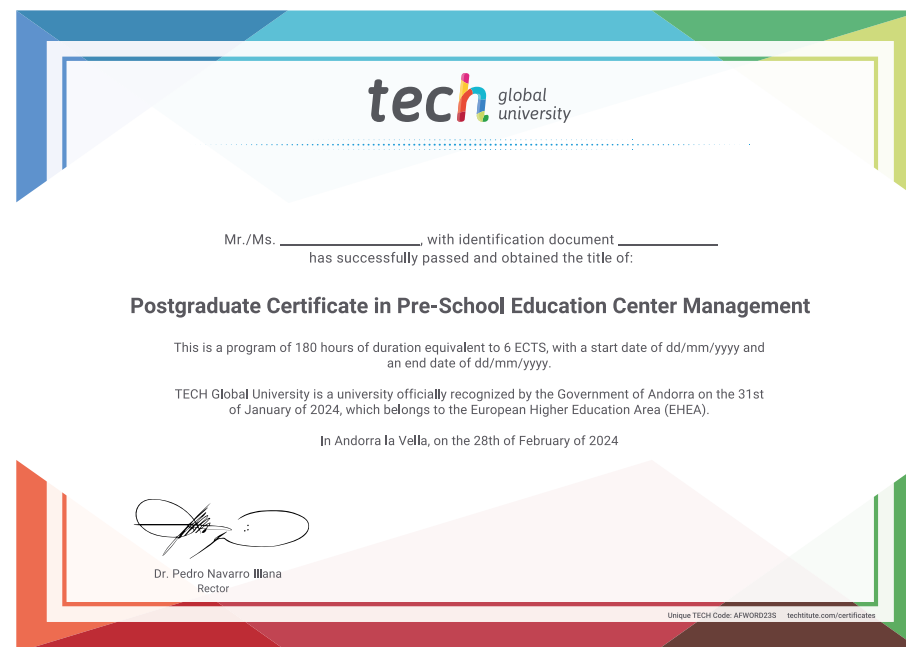 tech global
university
Mr./Ms. ______________, with identification document __________
has successfully passed and obtained the title of:
Postgraduate Certificate in Pre-School Education Center Management
This is a program of 180 hours of duration equivalent to 6 ECTS, with a start date of dd/mm/yyyy and
an end date of dd/mm/yyyy.
TECH Global University is a university officially recognized by the Government of Andorra on the 31st
of January of 2024, which belongs to the European Higher Education Area (EHEA).
In Andorra la Vella, on the 28th of February of 2024
Dr. Pedro Navarro Illana
Rector
Unique TECH Code: AFWORD23S techtitute.com/certificates